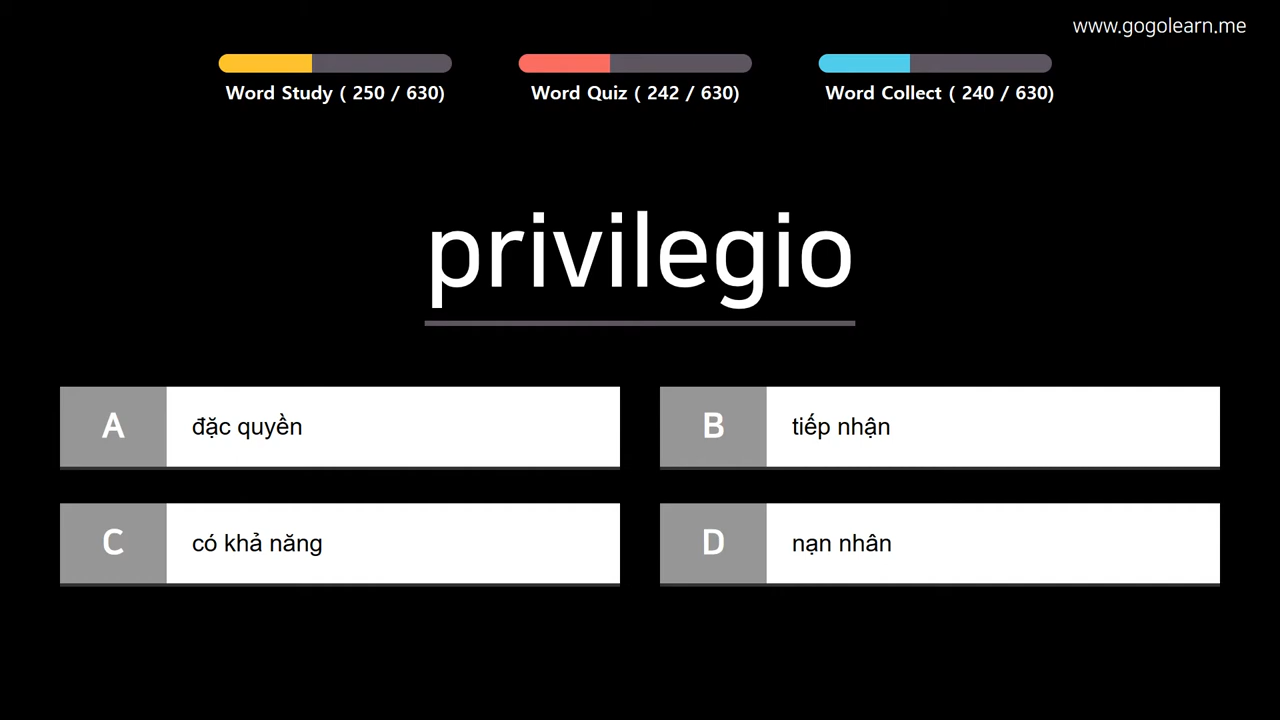 www.gogolearn.me
Word Study ( 250 / 630)
Word Quiz ( 242 / 630)
Word Collect ( 240 / 630)
privilegio
A đặc quyền
B tiếp nhận
C có khả năng
D nạn nhân